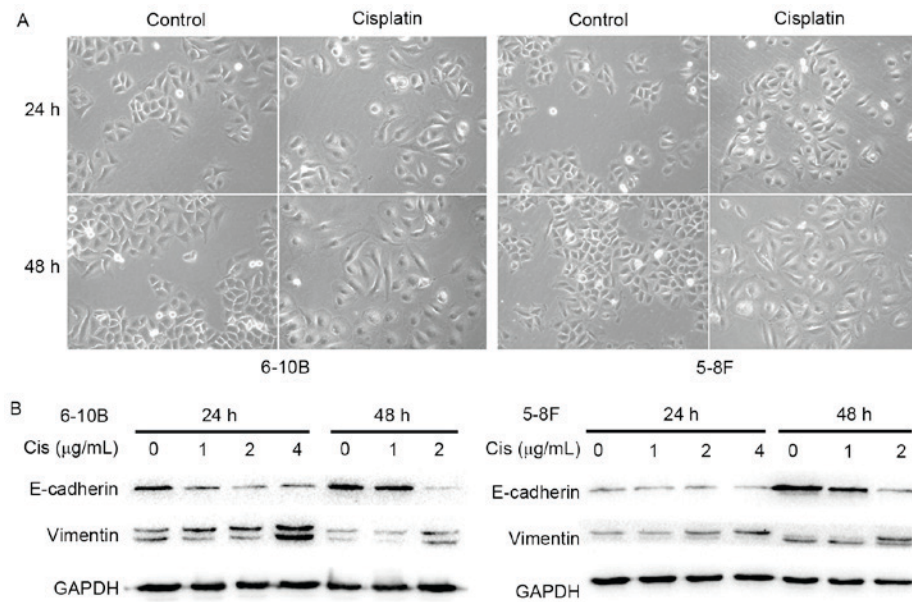 A
Control Cisplatin Control Cisplatin
24 h
48 h
6-10B 5-8F
B
6-10B 24 h 48 h
Cis (μg/mL) 0 1 2 4 0 1 2
E-cadherin
Vimentin
GAPDH
5-8F 24 h 48 h
Cis (μg/mL) 0 1 2 4 0 1 2
E-cadherin
Vimentin
GAPDH